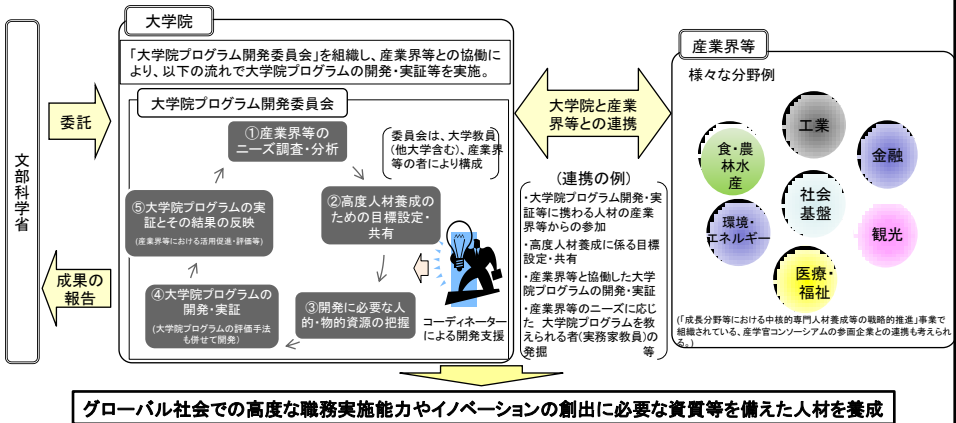 文部科学省
委託
成果の
報告
大学院
「大学院プログラム開発委員会」を組織し、産業界等との協働に
より、以下の流れで大学院プログラムの開発・実証等を実施。
大学院プログラム開発委員会
①産業界等の
ニーズ調査・分析
委員会は、大学教員
(他大学含む)、産業界
等の者により構成
②高度人材養成の
ための目標設定・
共有
③開発に必要な人
的・物的資源の把握
④大学院プログラムの
開発・実証
(大学院プログラムの評価手法
も併せて開発)
⑤大学院プログラムの実
証とその結果の反映
(産業界等における活用促進・評価等)
コーディネーター
による開発支援
大学院と産業
界等との連携
(連携の例)
・大学院プログラム開発・実
証等に携わる人材の産業
界等からの参加
・高度人材養成に係る目標
設定・共有
・産業界等と協働した大学
院プログラムの開発・実証
・産業界等のニーズに応じ
た 大学院プログラムを教
えられる者(実務家教員)の
発掘 等
産業界等
様々な分野例
工業
食・農
林水
産
金融
社会
基盤
環境・
エネルギー
観光
医療・
福祉
(「成長分野等における中核的専門人材養成等の戦略的推進」事業で
組織されている、産学官コンソーシアムの参画企業との連携も考えられ
る。)
グローバル社会での高度な職務実施能力やイノベーションの創出に必要な資質等を備えた人材を養成